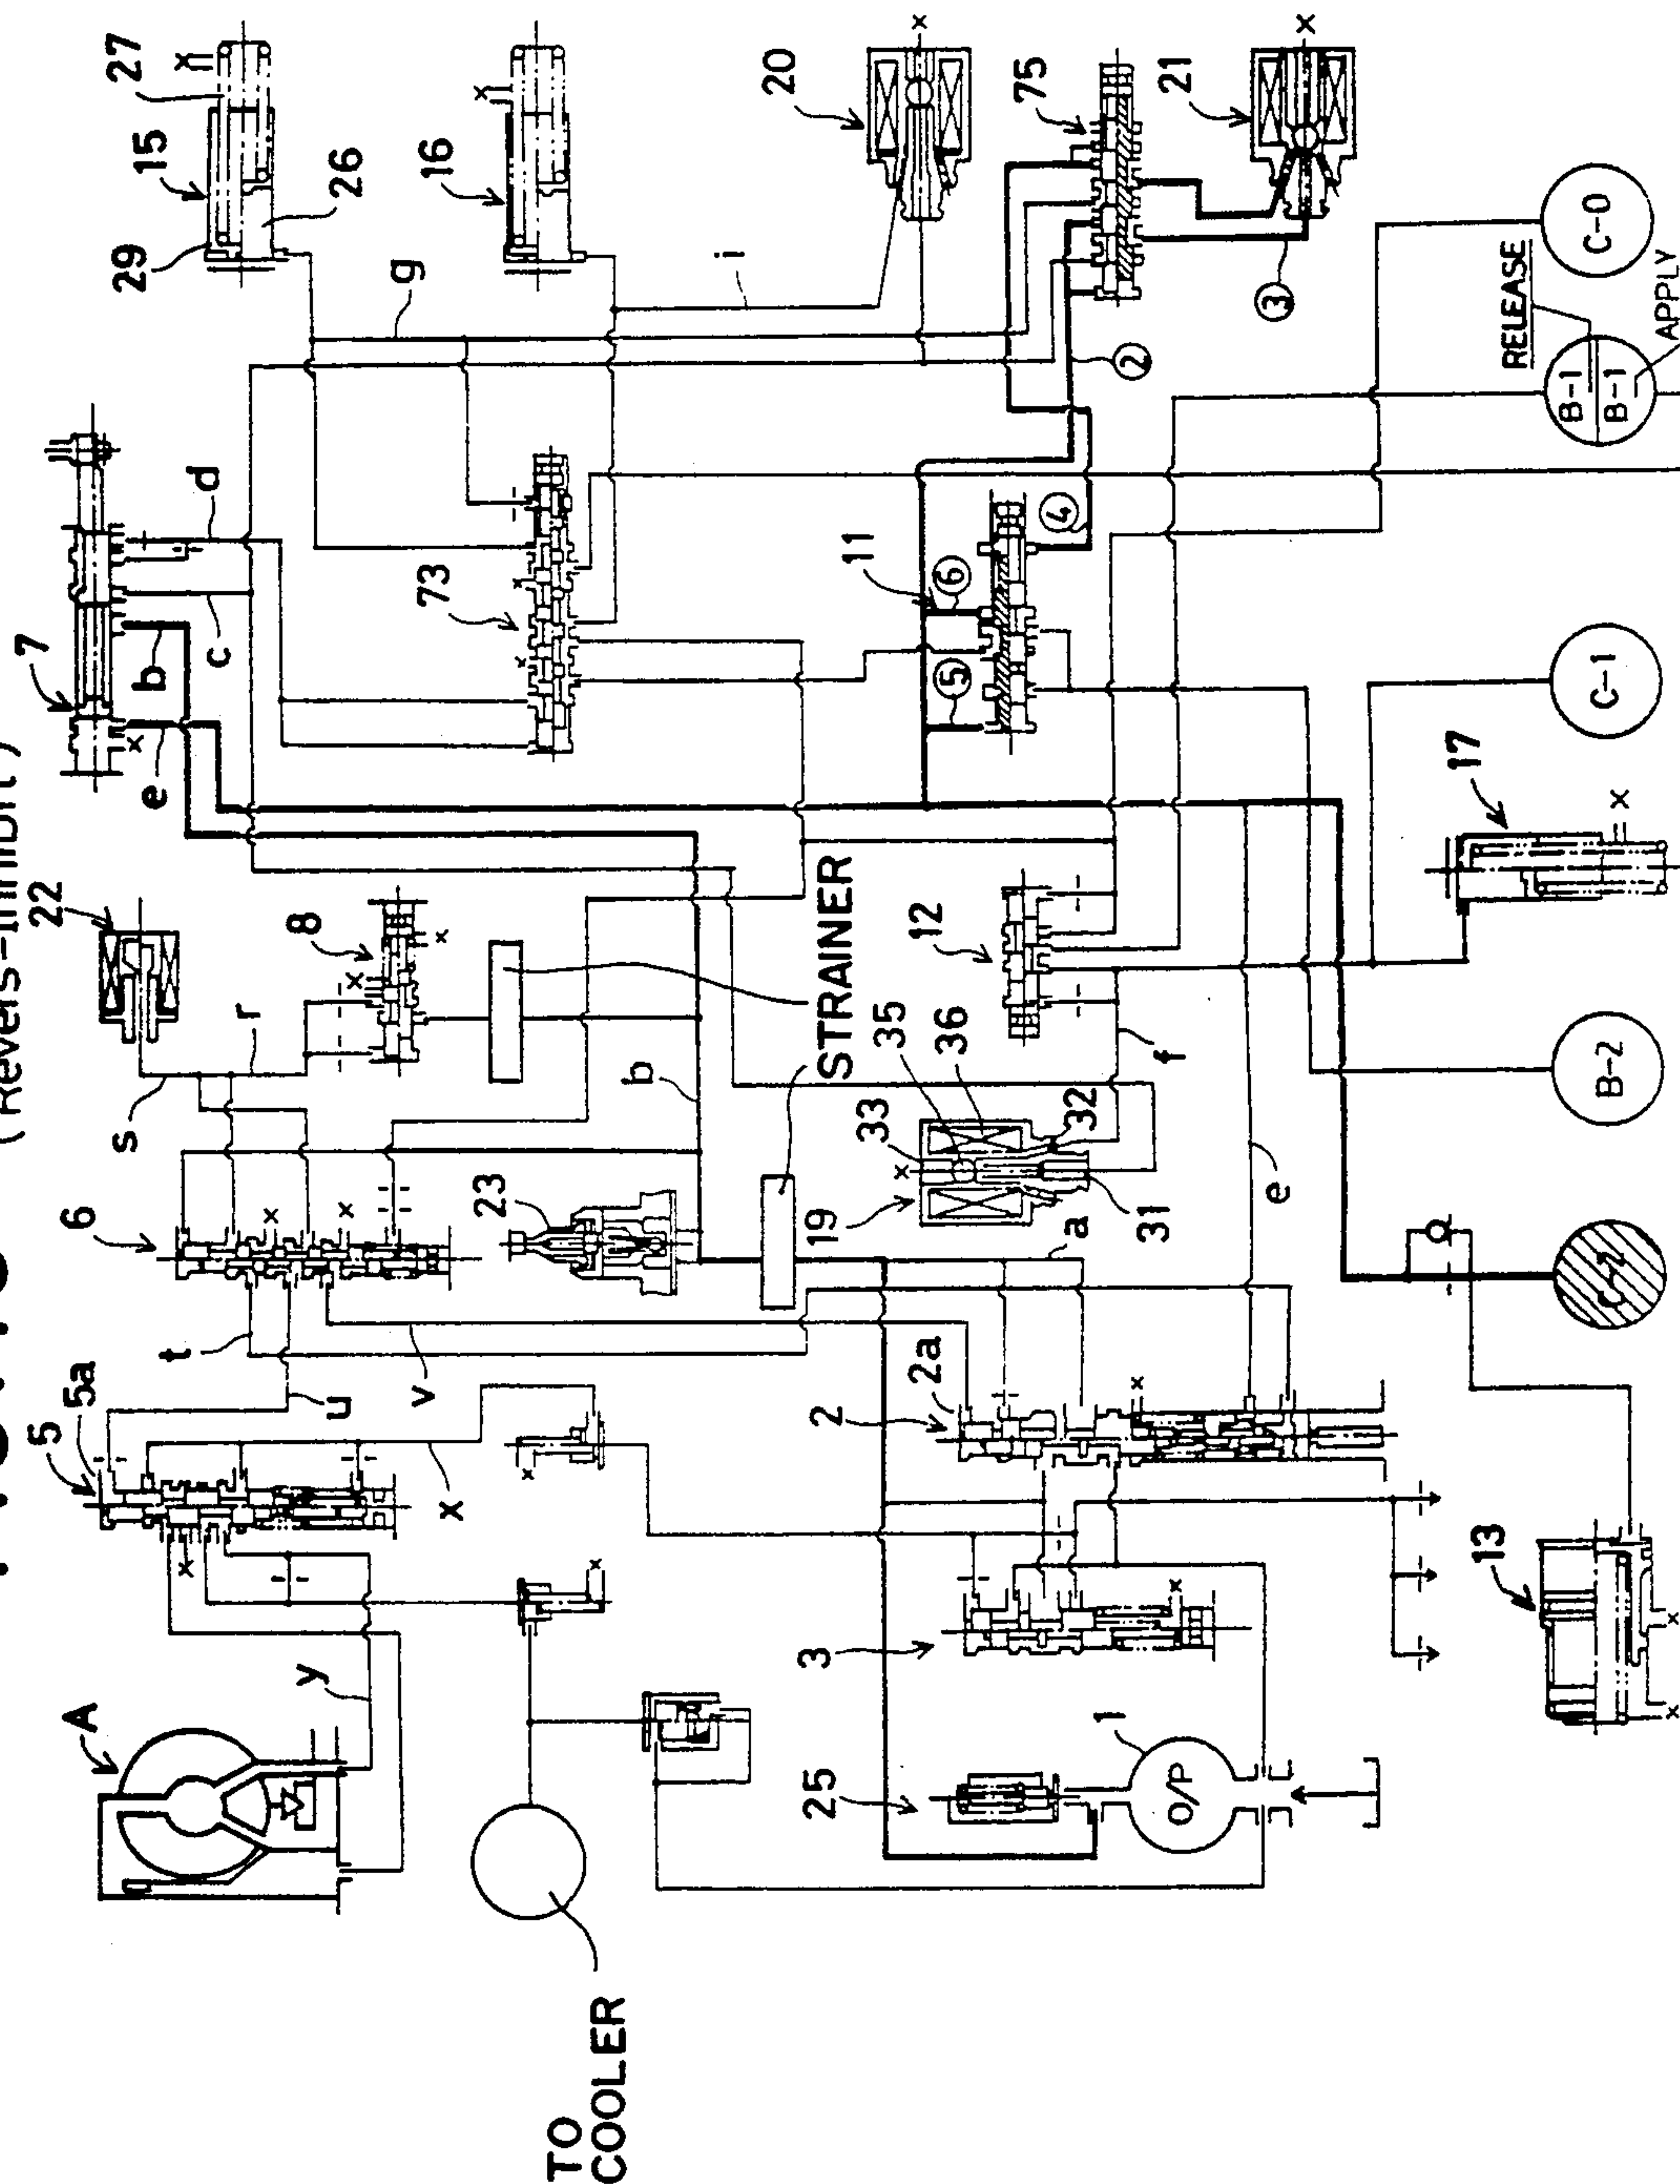 (Revers-Inhibit)
22
7
29
15
27
d
b
c
e
26
16
g
i
20
75
21
73
11
6
5
4
2
3
RELEASE
B-1
B-1
APPLY
C-0
C-1
17
B-2
C-2
13
8
r
s
STRAINER
12
35
36
33
32
19
31
f
b
e
a
6
23
t
u
v
5a
5
x
2a
2
3
y
A
25
1
O/P
TO
COOLER